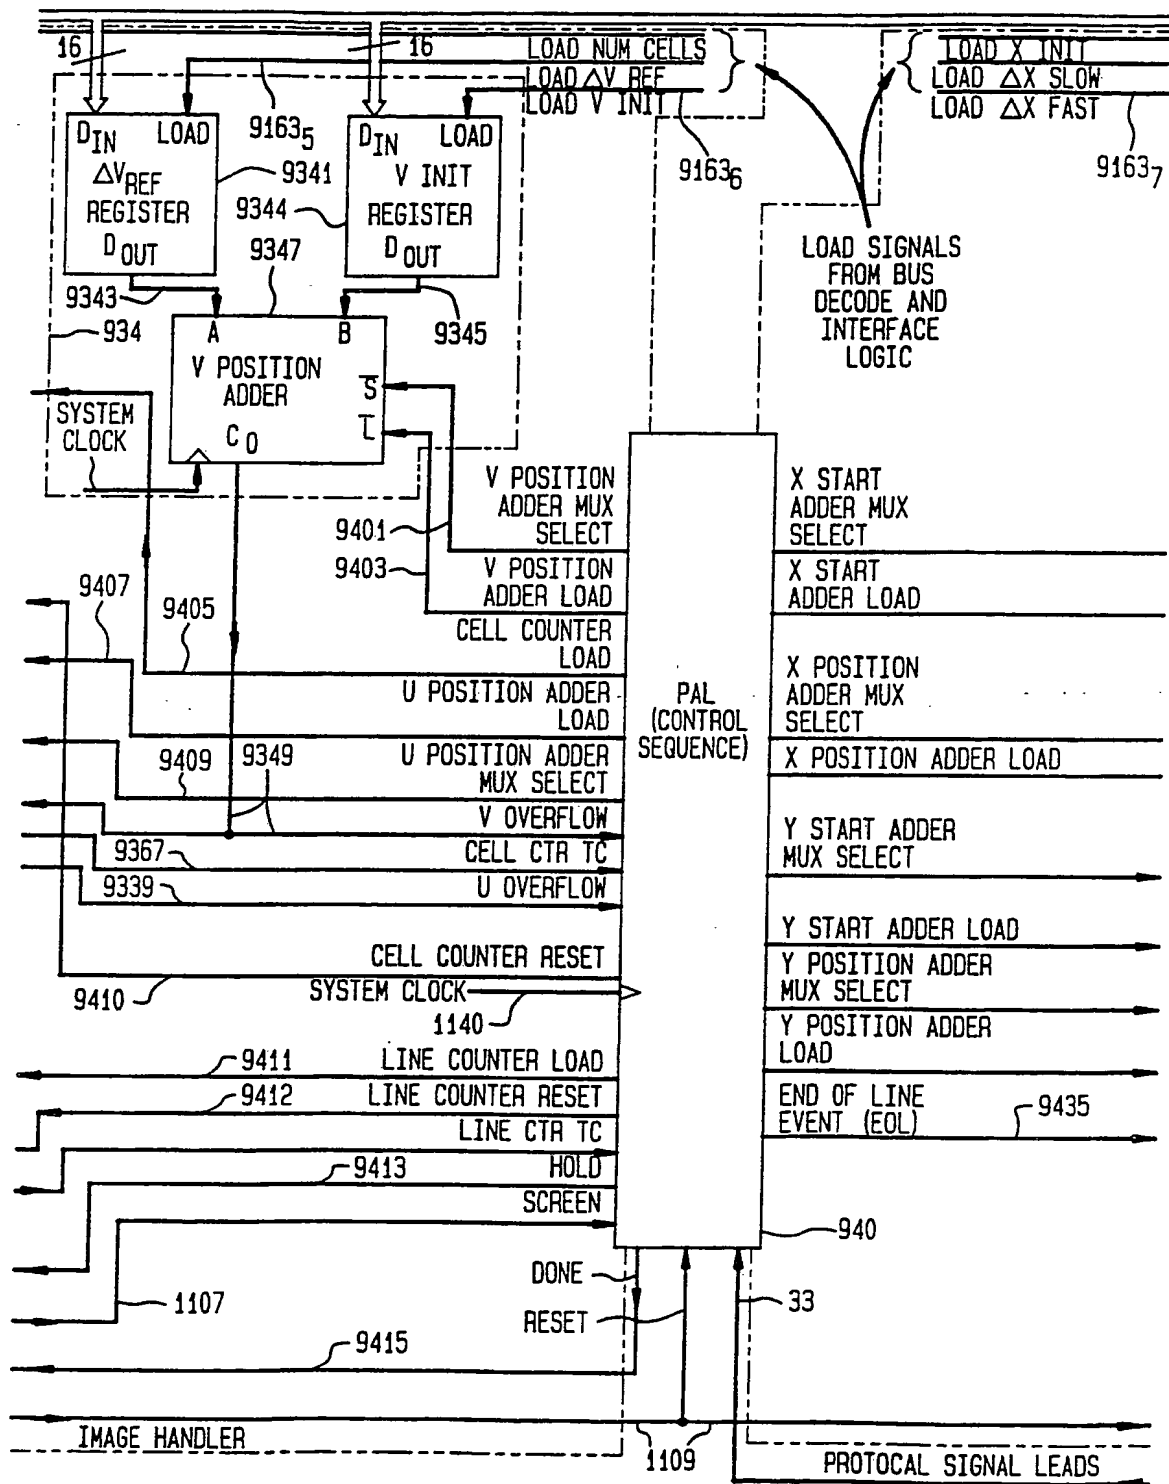 16
16
LOAD NUM CELLS
LOAD ΔV REF
LOAD V INIT
LOAD X INIT
LOAD ΔX SLOW
LOAD ΔX FAST
9163₅
9163₆
9163₇
D_IN LOAD
ΔV_REF
REGISTER
D_OUT
9341
9344
D_IN LOAD
V INIT
REGISTER
D_OUT
9347
9343
9345
934
A B
V POSITION
ADDER
S̅
L̅
C_O
SYSTEM
CLOCK
LOAD SIGNALS
FROM BUS
DECODE AND
INTERFACE
LOGIC
V POSITION
ADDER MUX
SELECT
9401
9403
V POSITION
ADDER LOAD
9407
9405
CELL COUNTER
LOAD
U POSITION ADDER
LOAD
9409
9349
U POSITION ADDER
MUX SELECT
V OVERFLOW
9367
CELL CTR TC
9339
U OVERFLOW
CELL COUNTER RESET
9410
SYSTEM CLOCK
1140
9411
LINE COUNTER LOAD
9412
LINE COUNTER RESET
LINE CTR TC
9413
HOLD
SCREEN
1107
PAL
(CONTROL
SEQUENCE)
X START
ADDER MUX
SELECT
X START
ADDER LOAD
X POSITION
ADDER MUX
SELECT
X POSITION ADDER LOAD
Y START ADDER
MUX SELECT
Y START ADDER LOAD
Y POSITION ADDER
MUX SELECT
Y POSITION ADDER
LOAD
END OF LINE
EVENT (EOL)
9435
940
DONE
RESET
33
9415
IMAGE HANDLER
1109
PROTOCAL SIGNAL LEADS